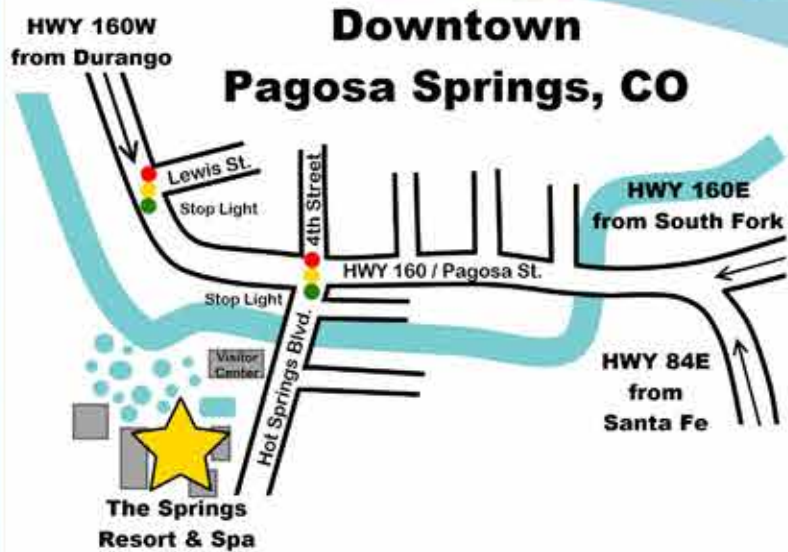 Downtown
Pagosa Springs, CO
HWY 160W
from Durango
Lewis St.
Stop Light
4th Street
HWY 160E
from South Fork
HWY 160 / Pagosa St.
Stop Light
Visitor
Center
Hot Springs Blvd.
HWY 84E
from
Santa Fe
The Springs
Resort & Spa